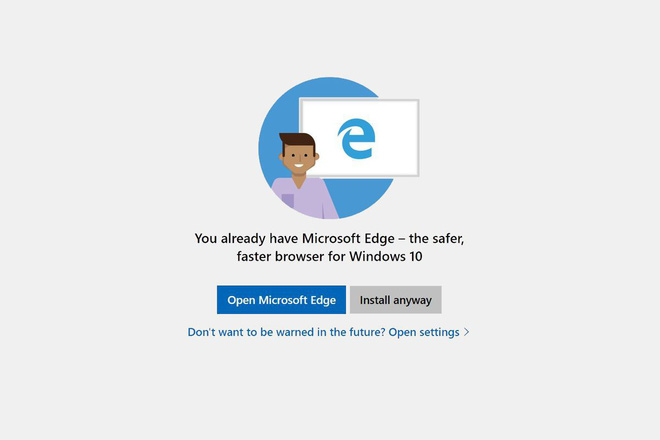 You already have Microsoft Edge – the safer,
faster browser for Windows 10
Open Microsoft Edge
Install anyway
Don't want to be warned in the future? Open settings